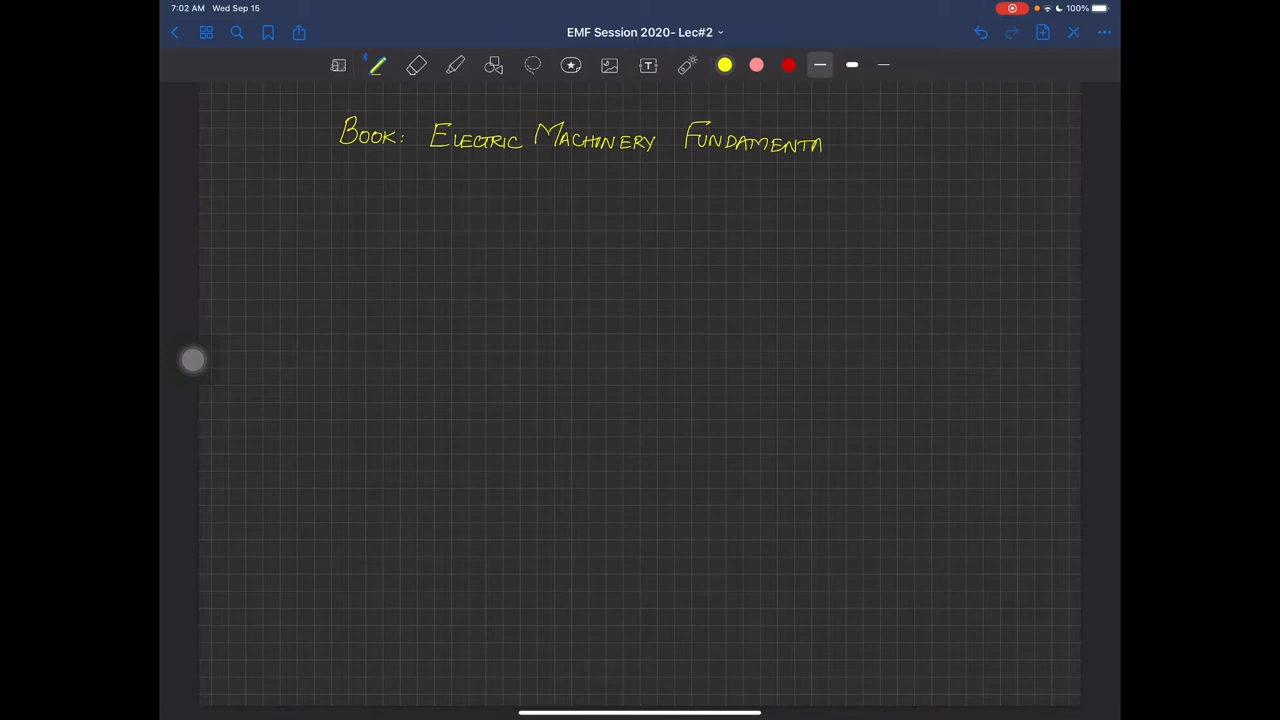 7:02 AM Wed Sep 15
100%
EMF Session 2020- Lec#2
T
BOOK: ELECTRIC MACHINERY FUNDAMENTA